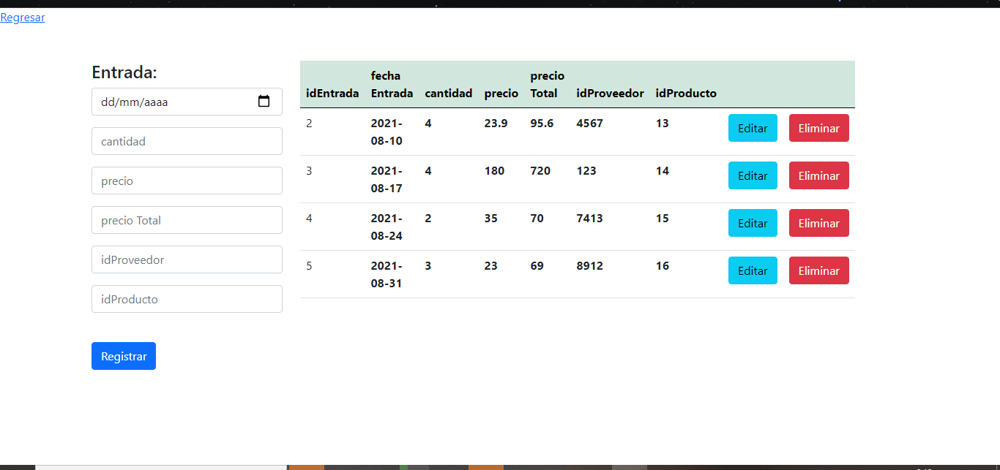 Regresar
Entrada:
dd/mm/aaaa
cantidad
precio
precio Total
idProveedor
idProducto
Registrar
idEntrada fecha Entrada cantidad precio precio Total idProveedor idProducto
2 2021-08-10 4 23.9 95.6 4567 13 Editar Eliminar
3 2021-08-17 4 180 720 123 14 Editar Eliminar
4 2021-08-24 2 35 70 7413 15 Editar Eliminar
5 2021-08-31 3 23 69 8912 16 Editar Eliminar